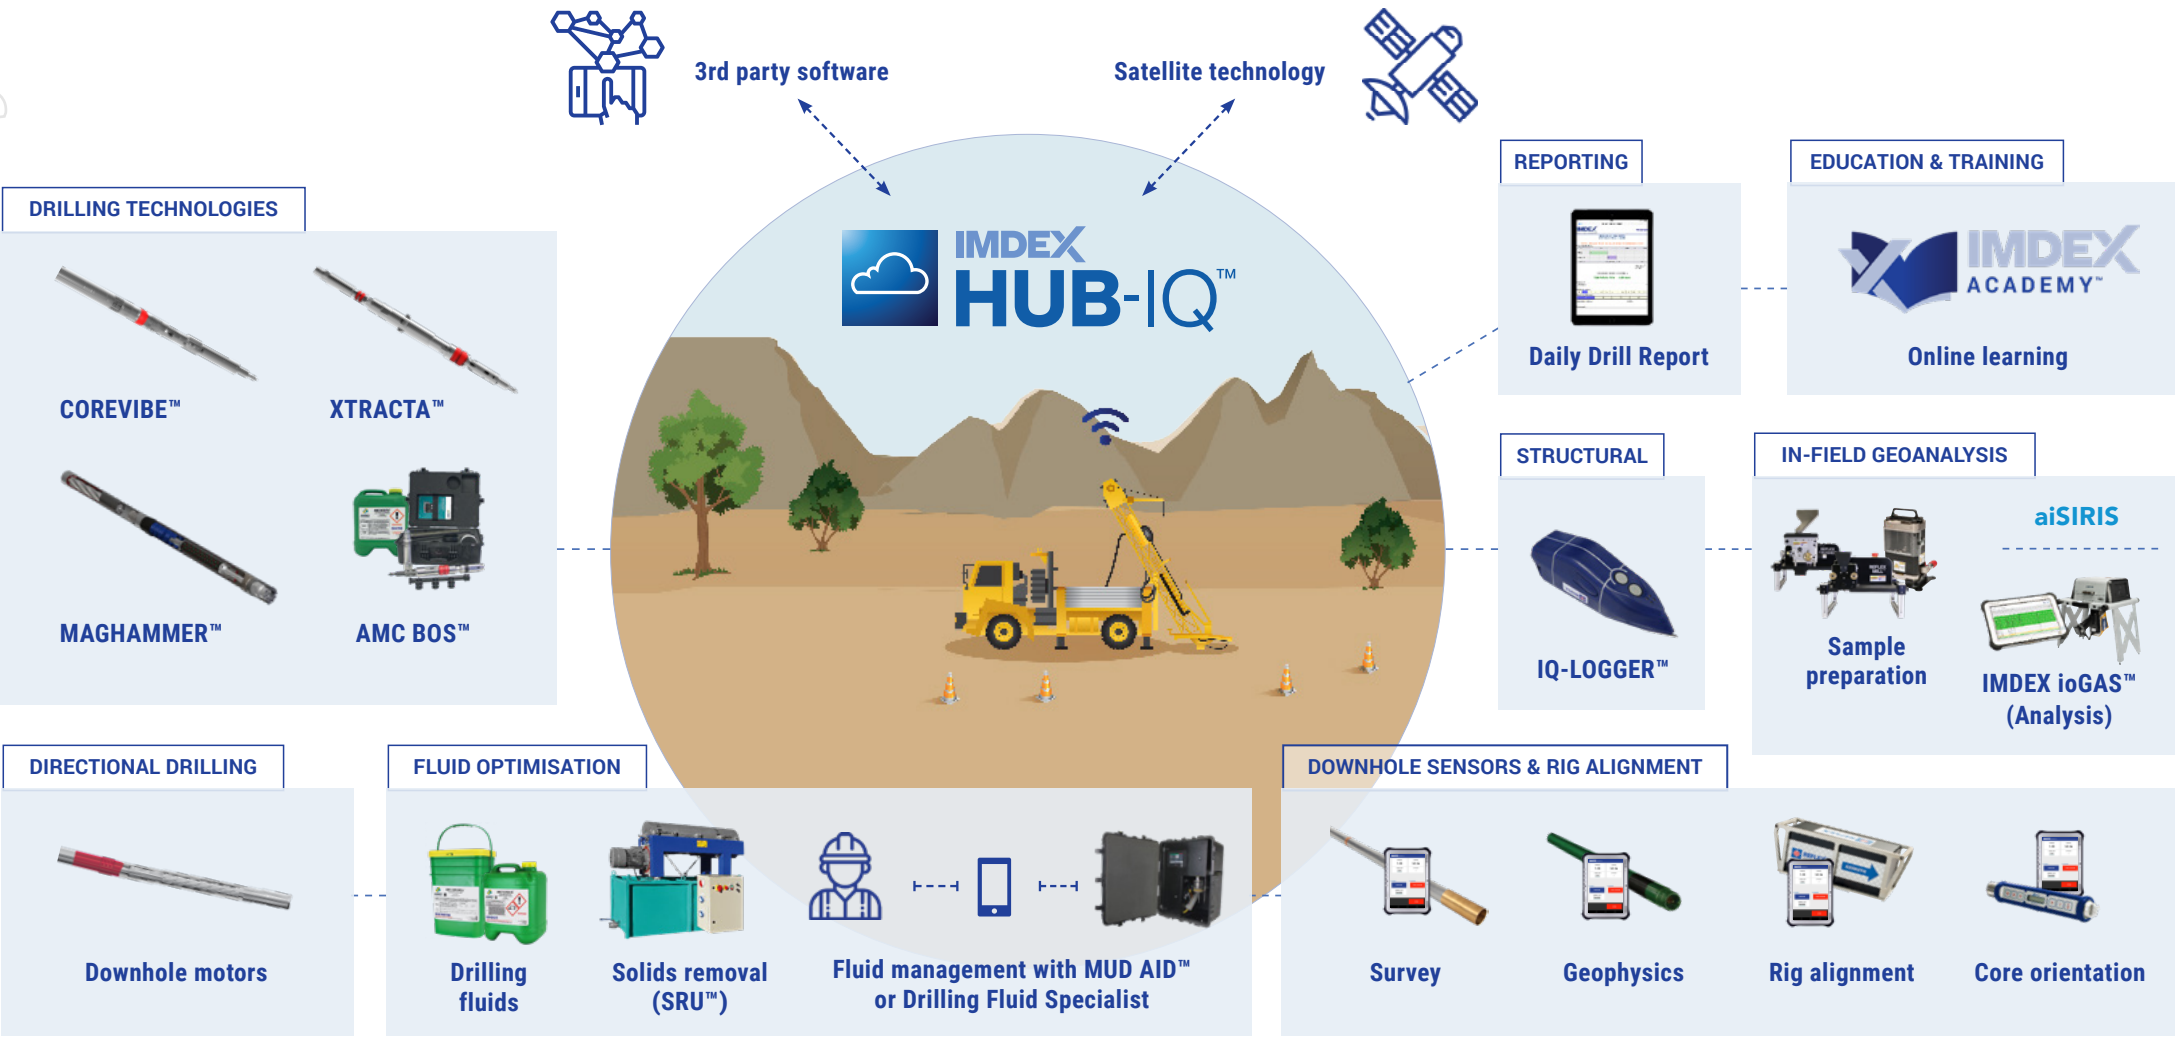 3rd party software
Satellite technology
IMDEX
HUB-IQ™
DRILLING TECHNOLOGIES
COREVIBE™
XTRACTA™
MAGHAMMER™
AMC BOS™
REPORTING
Daily Drill Report
EDUCATION & TRAINING
IMDEX
ACADEMY™
Online learning
STRUCTURAL
IQ-LOGGER™
IN-FIELD GEOANALYSIS
aiSIRIS
Sample
preparation
IMDEX ioGAS™
(Analysis)
DIRECTIONAL DRILLING
Downhole motors
FLUID OPTIMISATION
Drilling
fluids
Solids removal
(SRU™)
Fluid management with MUD AID™
or Drilling Fluid Specialist
DOWNHOLE SENSORS & RIG ALIGNMENT
Survey
Geophysics
Rig alignment
Core orientation